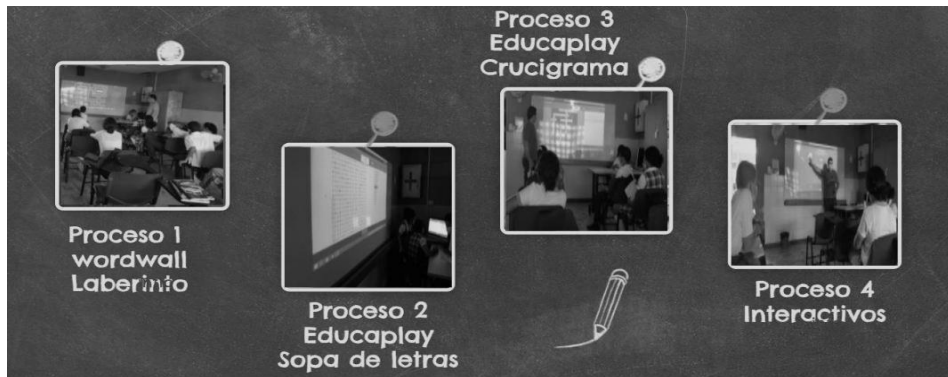 Proceso 1
wordwall
Laberinto
Proceso 2
Educaplay
Sopa de letras
Proceso 3
Educaplay
Crucigrama
Proceso 4
Interactivos